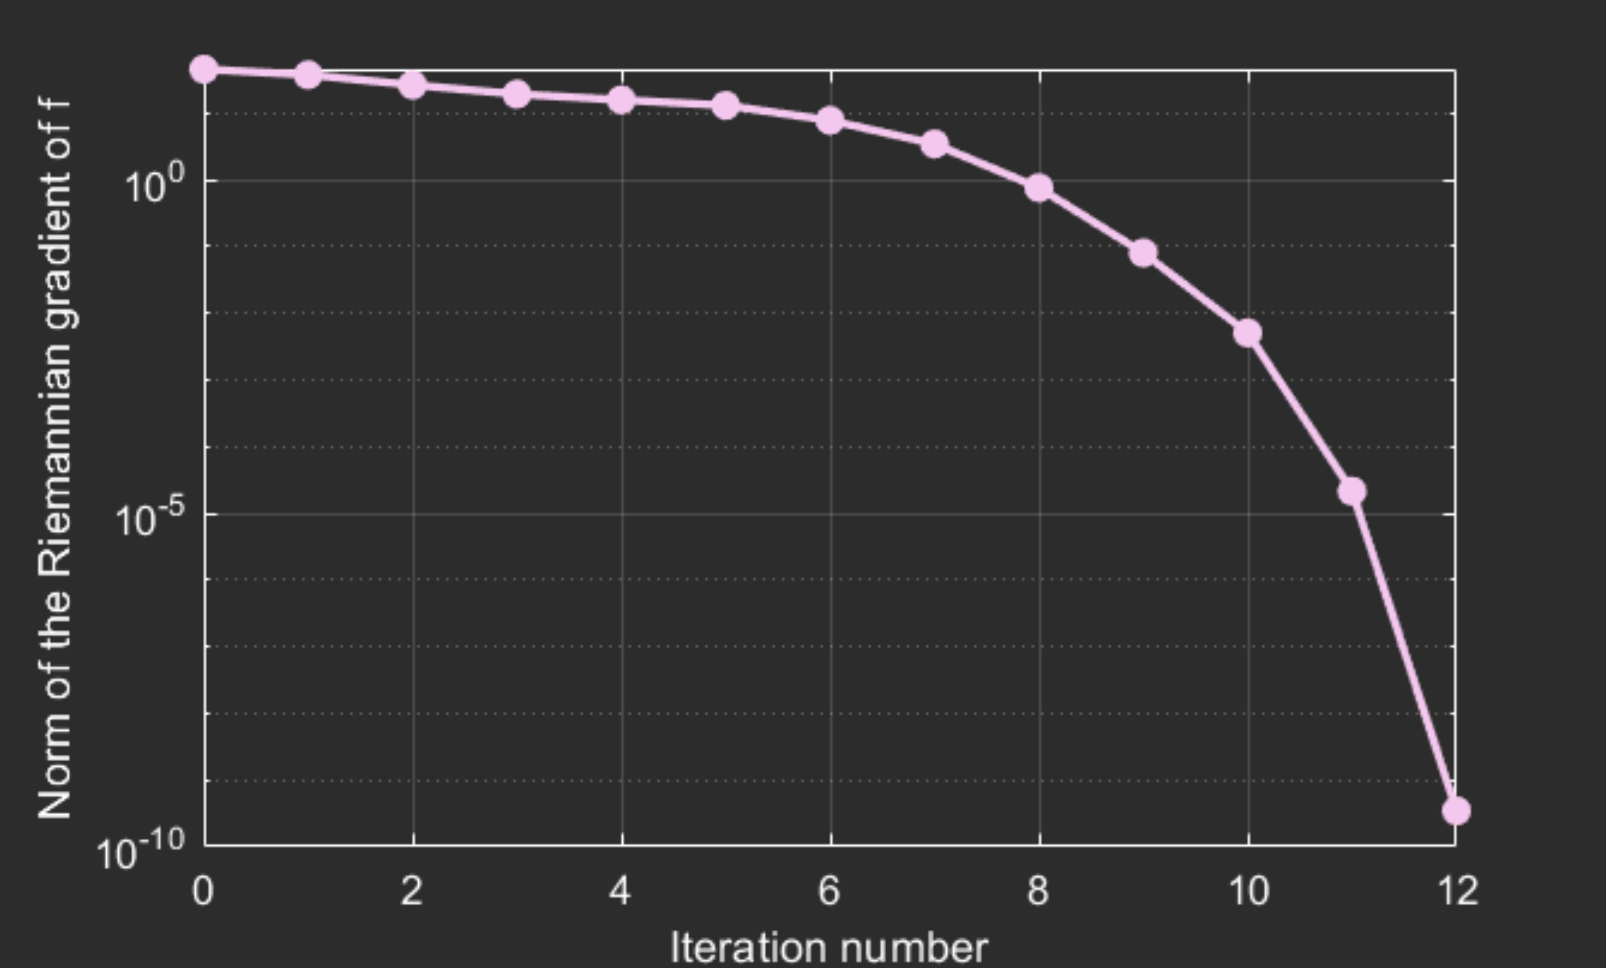 Norm of the Riemannian gradient of f
10^0
10^-5
10^-10
0 2 4 6 8 10 12
Iteration number